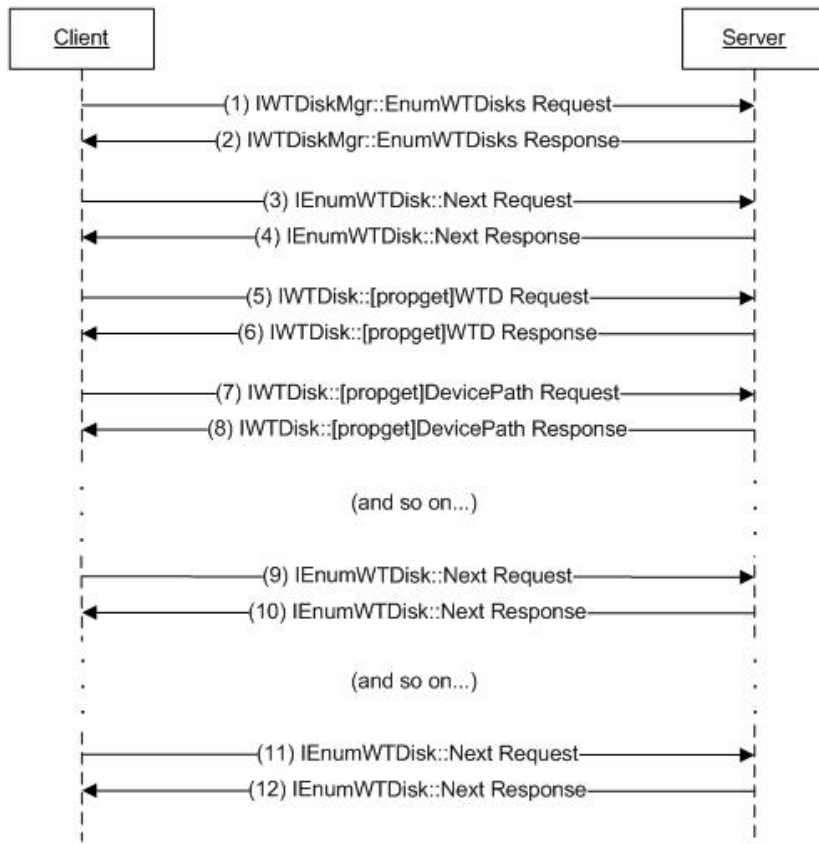 Client
Server
(1) IWTDiskMgr::EnumWTDisks Request
(2) IWTDiskMgr::EnumWTDisks Response
(3) IEnumWTDisk::Next Request
(4) IEnumWTDisk::Next Response
(5) IWTDisk::[propget]WTD Request
(6) IWTDisk::[propget]WTD Response
(7) IWTDisk::[propget]DevicePath Request
(8) IWTDisk::[propget]DevicePath Response
(and so on...)
(9) IEnumWTDisk::Next Request
(10) IEnumWTDisk::Next Response
(and so on...)
(11) IEnumWTDisk::Next Request
(12) IEnumWTDisk::Next Response